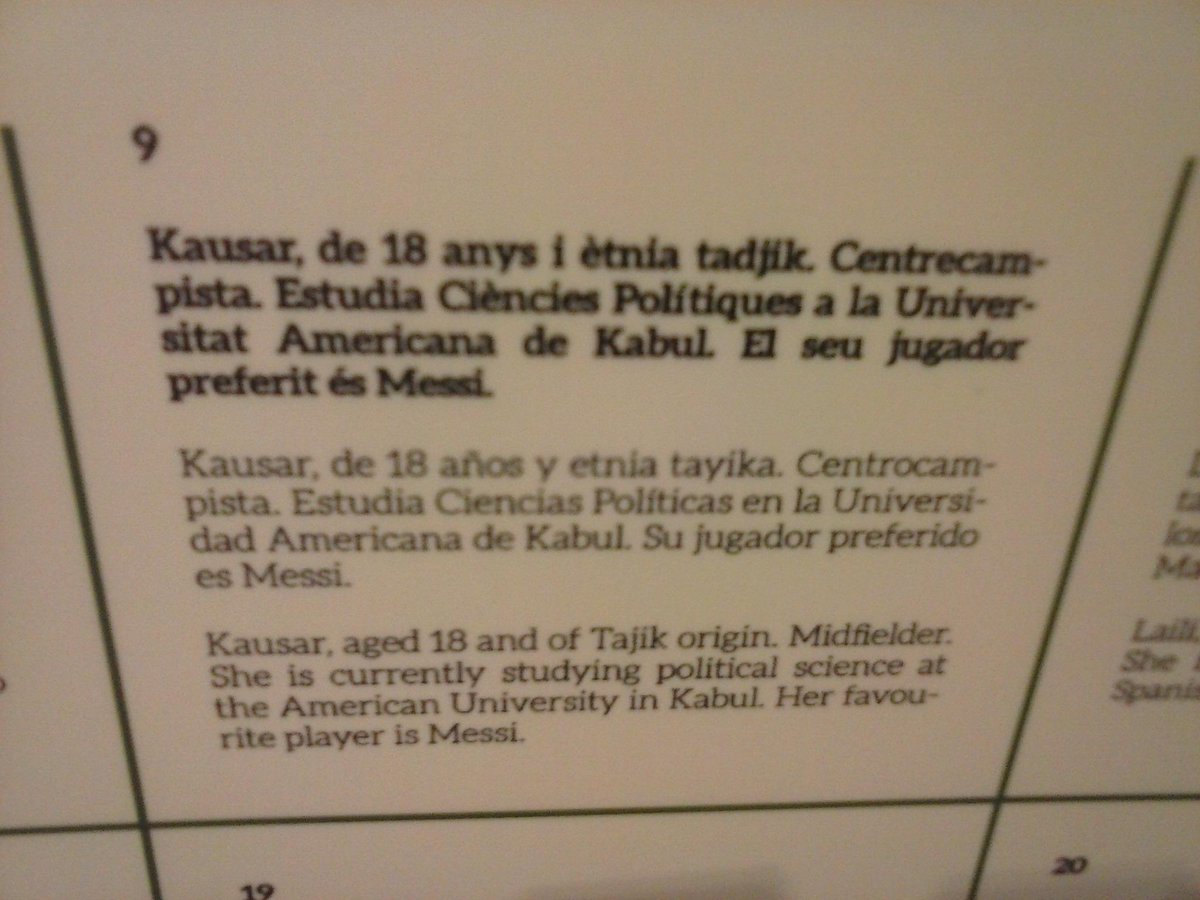 9
Kausar, de 18 anys i ètnia tadjik. Centrecam-
pista. Estudia Ciències Polítiques a la Univer-
sitat Americana de Kabul. El seu jugador
preferit és Messi.
Kausar, de 18 años y etnia tayika. Centrocam-
pista. Estudia Ciencias Políticas en la Universi-
dad Americana de Kabul. Su jugador preferido
es Messi.
Kausar, aged 18 and of Tajik origin. Midfielder.
She is currently studying political science at
the American University in Kabul. Her favou-
rite player is Messi.
Laili
She
19
20